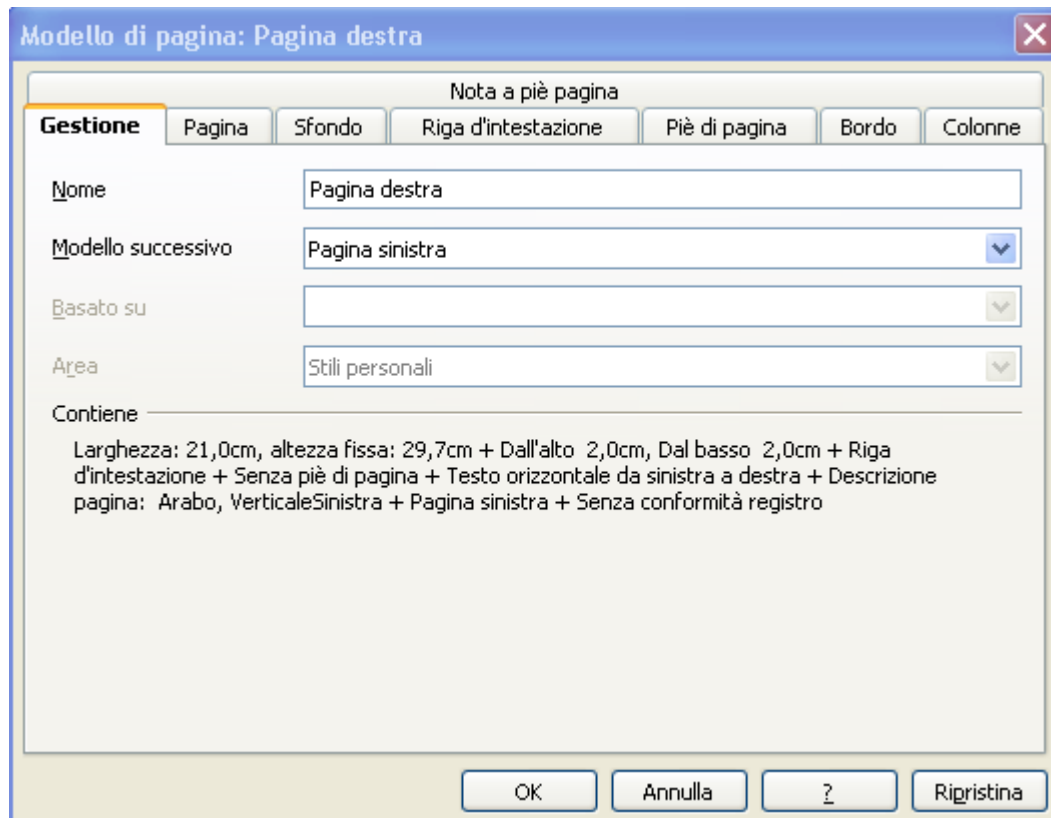 Modello di pagina: Pagina destra
Nota a piè pagina
Gestione Pagina Sfondo Riga d'intestazione Piè di pagina Bordo Colonne
Nome Pagina destra
Modello successivo Pagina sinistra
Basato su
Area Stili personali
Contiene
Larghezza: 21,0cm, altezza fissa: 29,7cm + Dall'alto 2,0cm, Dal basso 2,0cm + Riga
d'intestazione + Senza piè di pagina + Testo orizzontale da sinistra a destra + Descrizione
pagina: Arabo, VerticaleSinistra + Pagina sinistra + Senza conformità registro
OK Annulla ? Ripristina